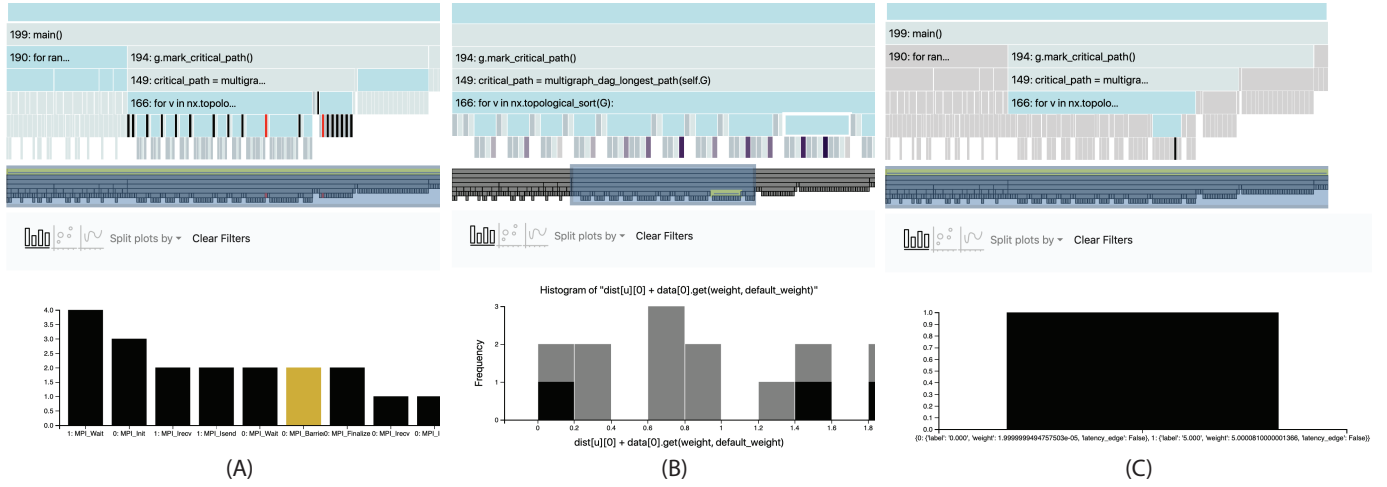 199: main()
190: for ran...
194: g.mark_critical_path()
149: critical_path = multigra...
166: for v in nx.topolo...
Split plots by
Clear Filters
4.0
3.5
3.0
2.5
2.0
1.5
1.0
0.5
0.0
1: MPI_Wait
0: MPI_Init
1: MPI_Irecv
1: MPI_Isend
0: MPI_Wait
0: MPI_Barrie
0: MPI_Finalize
0: MPI_Irecv
0: MPI_I
(A)
194: g.mark_critical_path()
149: critical_path = multigraph_dag_longest_path(self.G)
166: for v in nx.topological_sort(G):
Split plots by
Clear Filters
Histogram of "dist[u][0] + data[0].get(weight, default_weight)"
Frequency
3
2
1
0
0
0.2
0.4
0.6
0.8
1
1.2
1.4
1.6
1.8
dist[u][0] + data[0].get(weight, default_weight)
(B)
199: main()
190: for ran...
194: g.mark_critical_path()
149: critical_path = multigra...
166: for v in nx.topolo...
Split plots by
Clear Filters
1.0
0.9
0.8
0.7
0.6
0.5
0.4
0.3
0.2
0.1
0.0
{0: {'label': '0.000', 'weight': 1.9999999494757503e-05, 'latency_edge': False}, 1: {'label': '5.000', 'weight': 5.0000810000001386, 'latency_edge': False}}
(C)